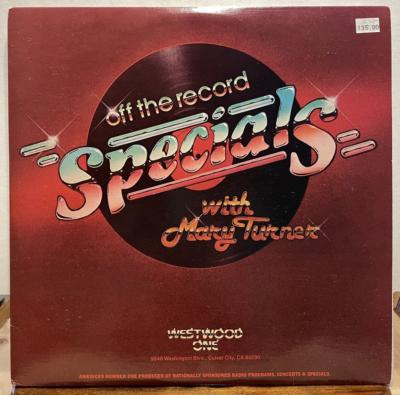 $35.00
off the record
Specials
with
Mary Turner
WESTWOOD
ONE
9540 Washington Blvd., Culver City, CA 90230
AMERICA'S NUMBER ONE PRODUCER OF NATIONALLY SPONSORED RADIO PROGRAMS, CONCERTS & SPECIALS